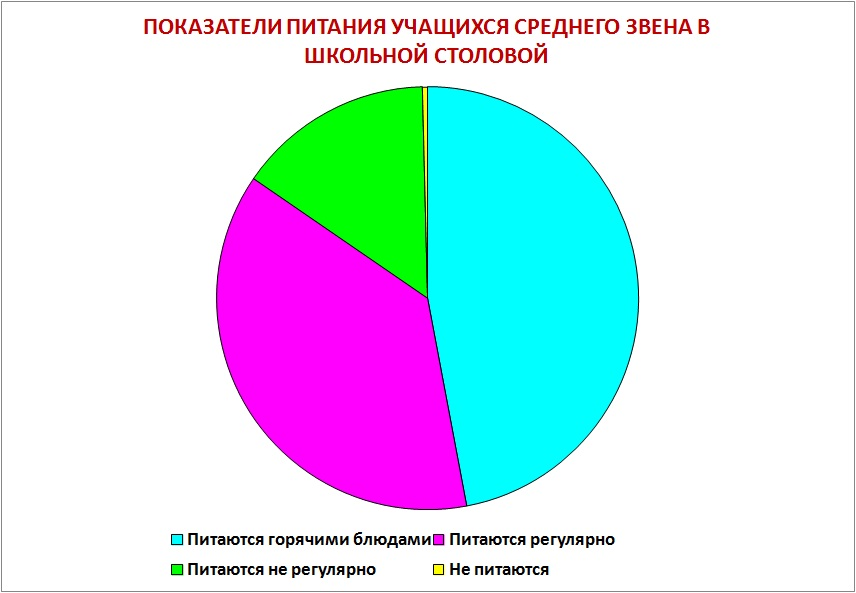 ПОКАЗАТЕЛИ ПИТАНИЯ УЧАЩИХСЯ СРЕДНЕГО ЗВЕНА В
ШКОЛЬНОЙ СТОЛОВОЙ
Питаются горячими блюдами Питаются регулярно
Питаются не регулярно Не питаются